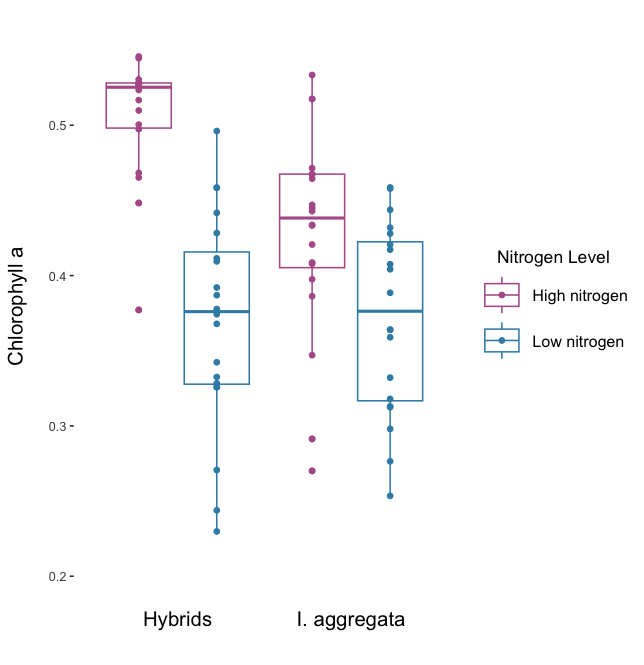 Chlorophyll a
0.5
0.4
0.3
0.2
Hybrids
I. aggregata
Nitrogen Level
High nitrogen
Low nitrogen